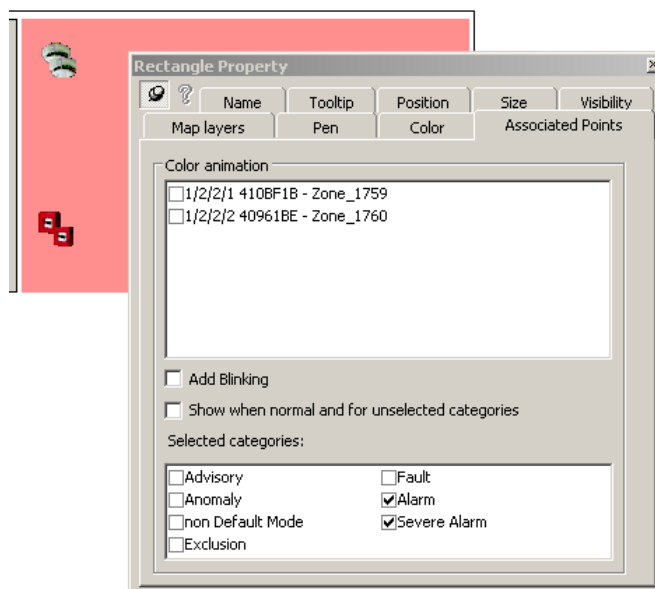 Rectangle Property
Name Tooltip Position Size Visibility
Map layers Pen Color Associated Points
Color animation
1/2/2/1 410BF1B - Zone_1759
1/2/2/2 40961BE - Zone_1760
Add Blinking
Show when normal and for unselected categories
Selected categories:
Advisory Fault
Anomaly Alarm
non Default Mode Severe Alarm
Exclusion